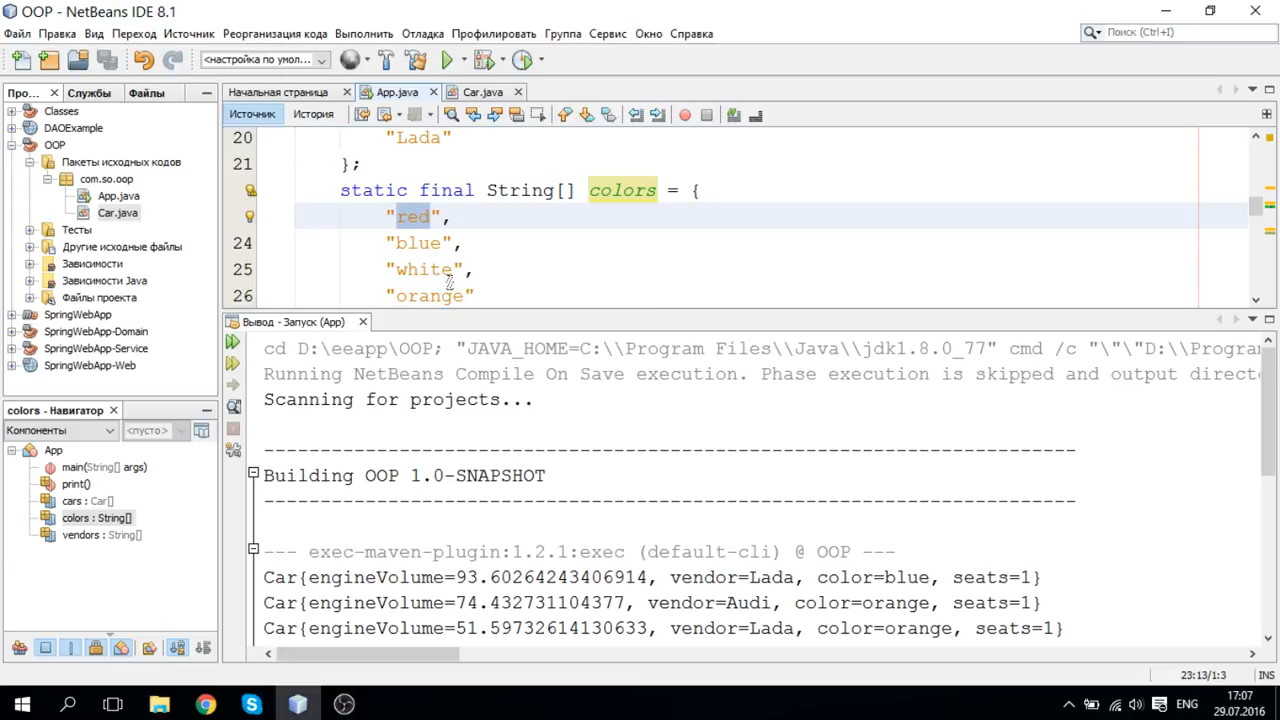 OOP - NetBeans IDE 8.1
Файл Правка Вид Переход Источник Реорганизация кода Выполнить Отладка Профилировать Группа Сервис Окно Справка
Поиск (Ctrl+I)
<настройка по умол...
Про... Службы Файлы
Начальная страница App.java Car.java
Источник История
Classes
DAOExample
OOP
Пакеты исходных кодов
com.so.oop
App.java
Car.java
Тесты
Другие исходные файлы
Зависимости
Зависимости Java
Файлы проекта
SpringWebApp
SpringWebApp-Domain
SpringWebApp-Service
SpringWebApp-Web
20 "Lada"
21 };
static final String[] colors = {
"red",
24 "blue",
25 "white",
26 "orange"
Вывод - Запуск (App)
cd D:\eeapp\OOP; "JAVA_HOME=C:\\Program Files\\Java\\jdk1.8.0_77" cmd /c "\"\"D:\\Program
Running NetBeans Compile On Save execution. Phase execution is skipped and output directo
Scanning for projects...
------------------------------------------------------------------------
Building OOP 1.0-SNAPSHOT
------------------------------------------------------------------------
--- exec-maven-plugin:1.2.1:exec (default-cli) @ OOP ---
Car{engineVolume=93.60264243406914, vendor=Lada, color=blue, seats=1}
Car{engineVolume=74.432731104377, vendor=Audi, color=orange, seats=1}
Car{engineVolume=51.59732614130633, vendor=Lada, color=orange, seats=1}
colors - Навигатор
Компоненты <пусто>
App
main(String[] args)
print()
cars : Car[]
colors : String[]
vendors : String[]
23:13/1:3 INS
ENG
17:07
29.07.2016